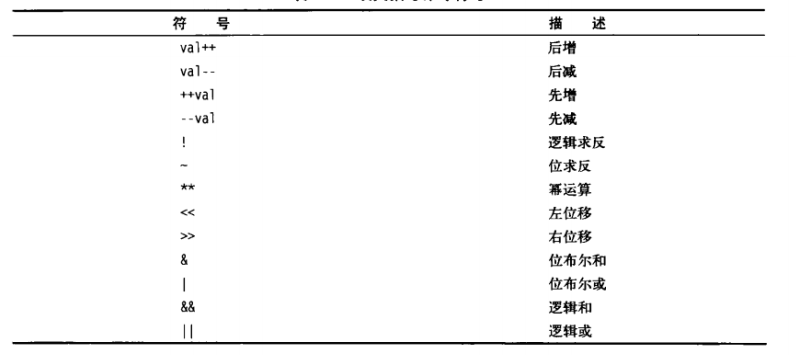 符 号 描 述
val++ 后增
val-- 后减
++val 先增
--val 先减
! 逻辑求反
~ 位求反
** 幂运算
<< 左位移
>> 右位移
& 位布尔和
| 位布尔或
&& 逻辑和
|| 逻辑或